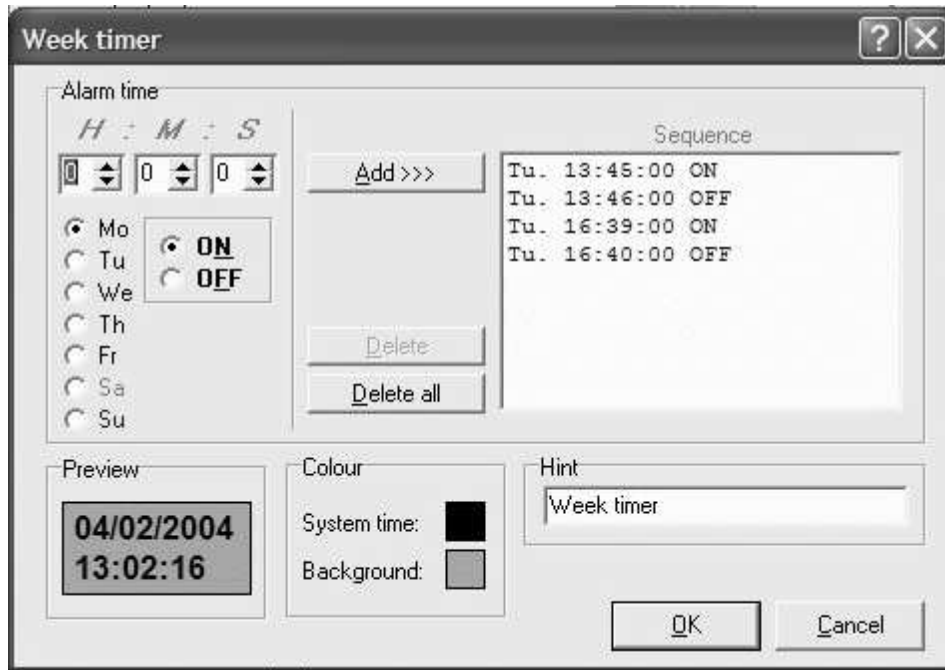 Week timer
Alarm time
H : M : S
0 0 0
Mo
Tu
We
Th
Fr
Sa
Su
ON
OFF
Add >>>
Delete
Delete all
Sequence
Tu. 13:45:00 ON
Tu. 13:46:00 OFF
Tu. 16:39:00 ON
Tu. 16:40:00 OFF
Preview
04/02/2004
13:02:16
Colour
System time:
Background:
Hint
Week timer
OK
Cancel